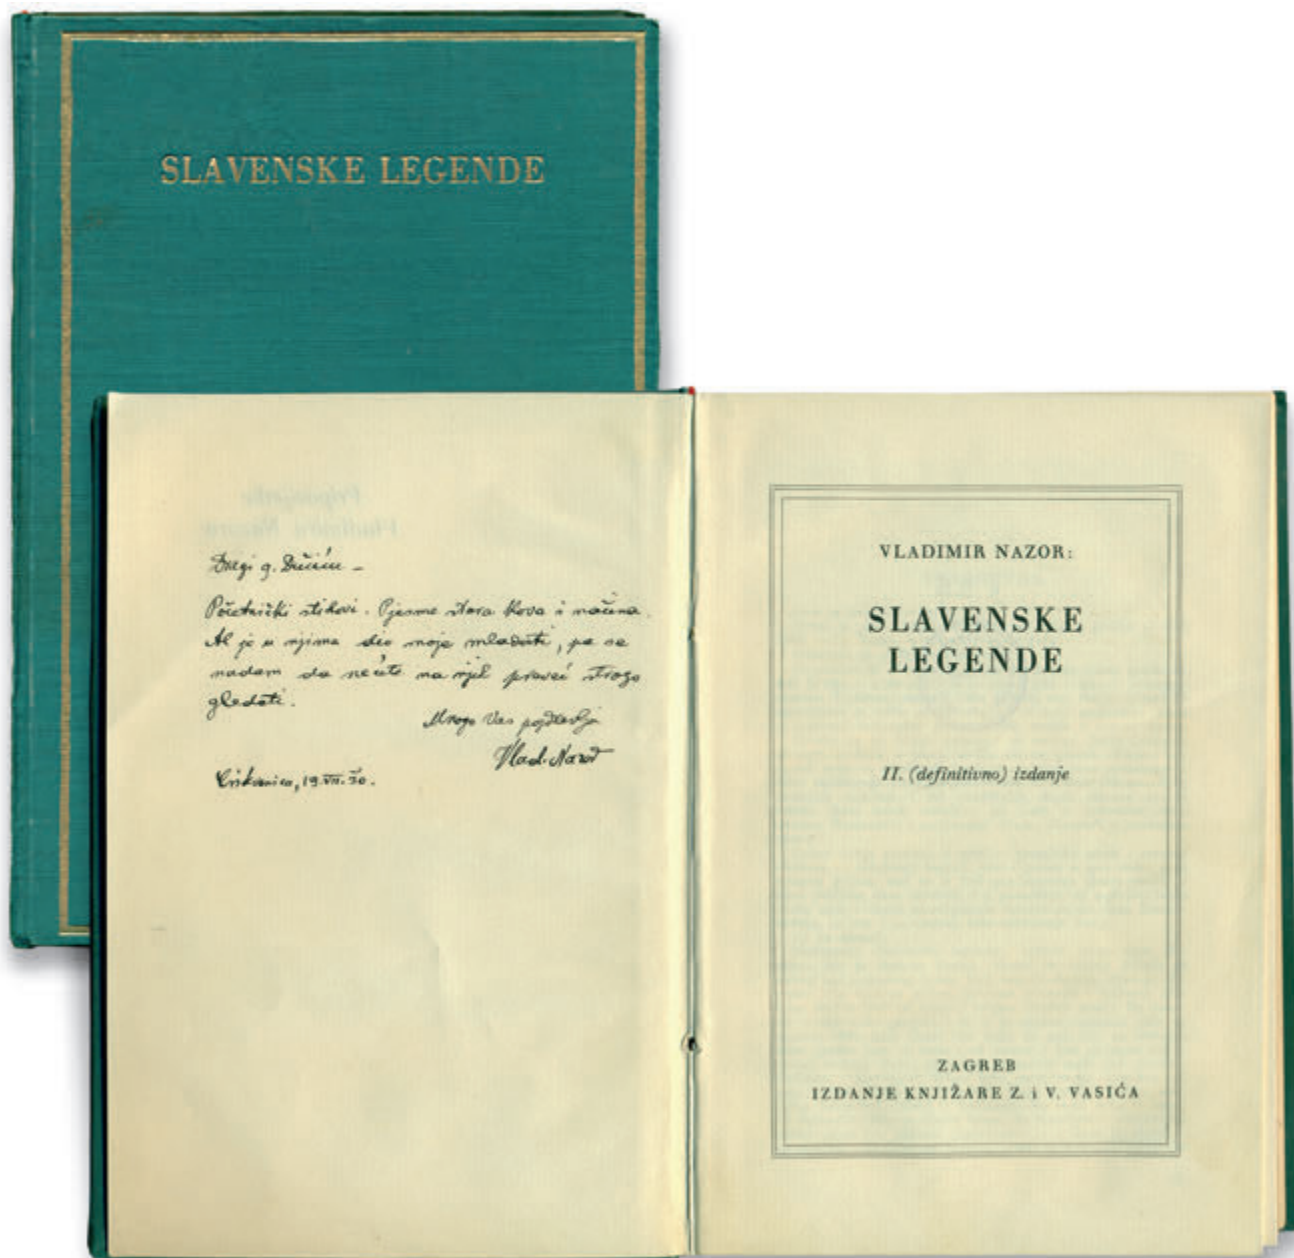 SLAVENSKE LEGENDE
Dragi g. Dučiću –
Početnički stihovi. Pjesme stara kova i načina.
Al je u njima dio moje mladosti, pa se
nadam da nećete na njih preveć strogo
gledati.
Mnogo Vas pozdravlja
Vlad. Nazor
Crikvenica, 19.VII.30.
VLADIMIR NAZOR:
SLAVENSKE
LEGENDE
II. (definitivno) izdanje
ZAGREB
IZDANJE KNJIŽARE Z. i V. VASIĆA